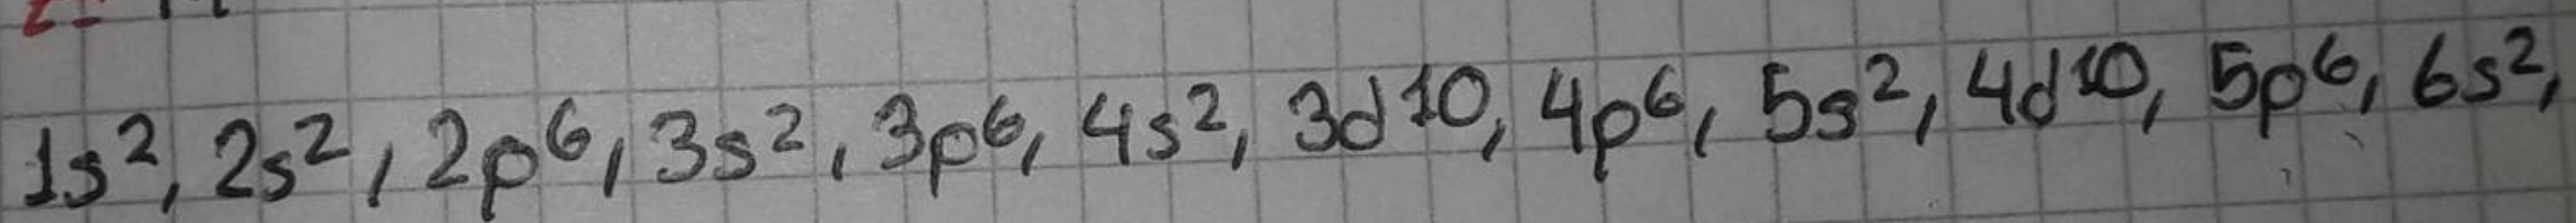 1s², 2s², 2p⁶, 3s², 3p⁶, 4s², 3d¹⁰, 4p⁶, 5s², 4d¹⁰, 5p⁶, 6s²,